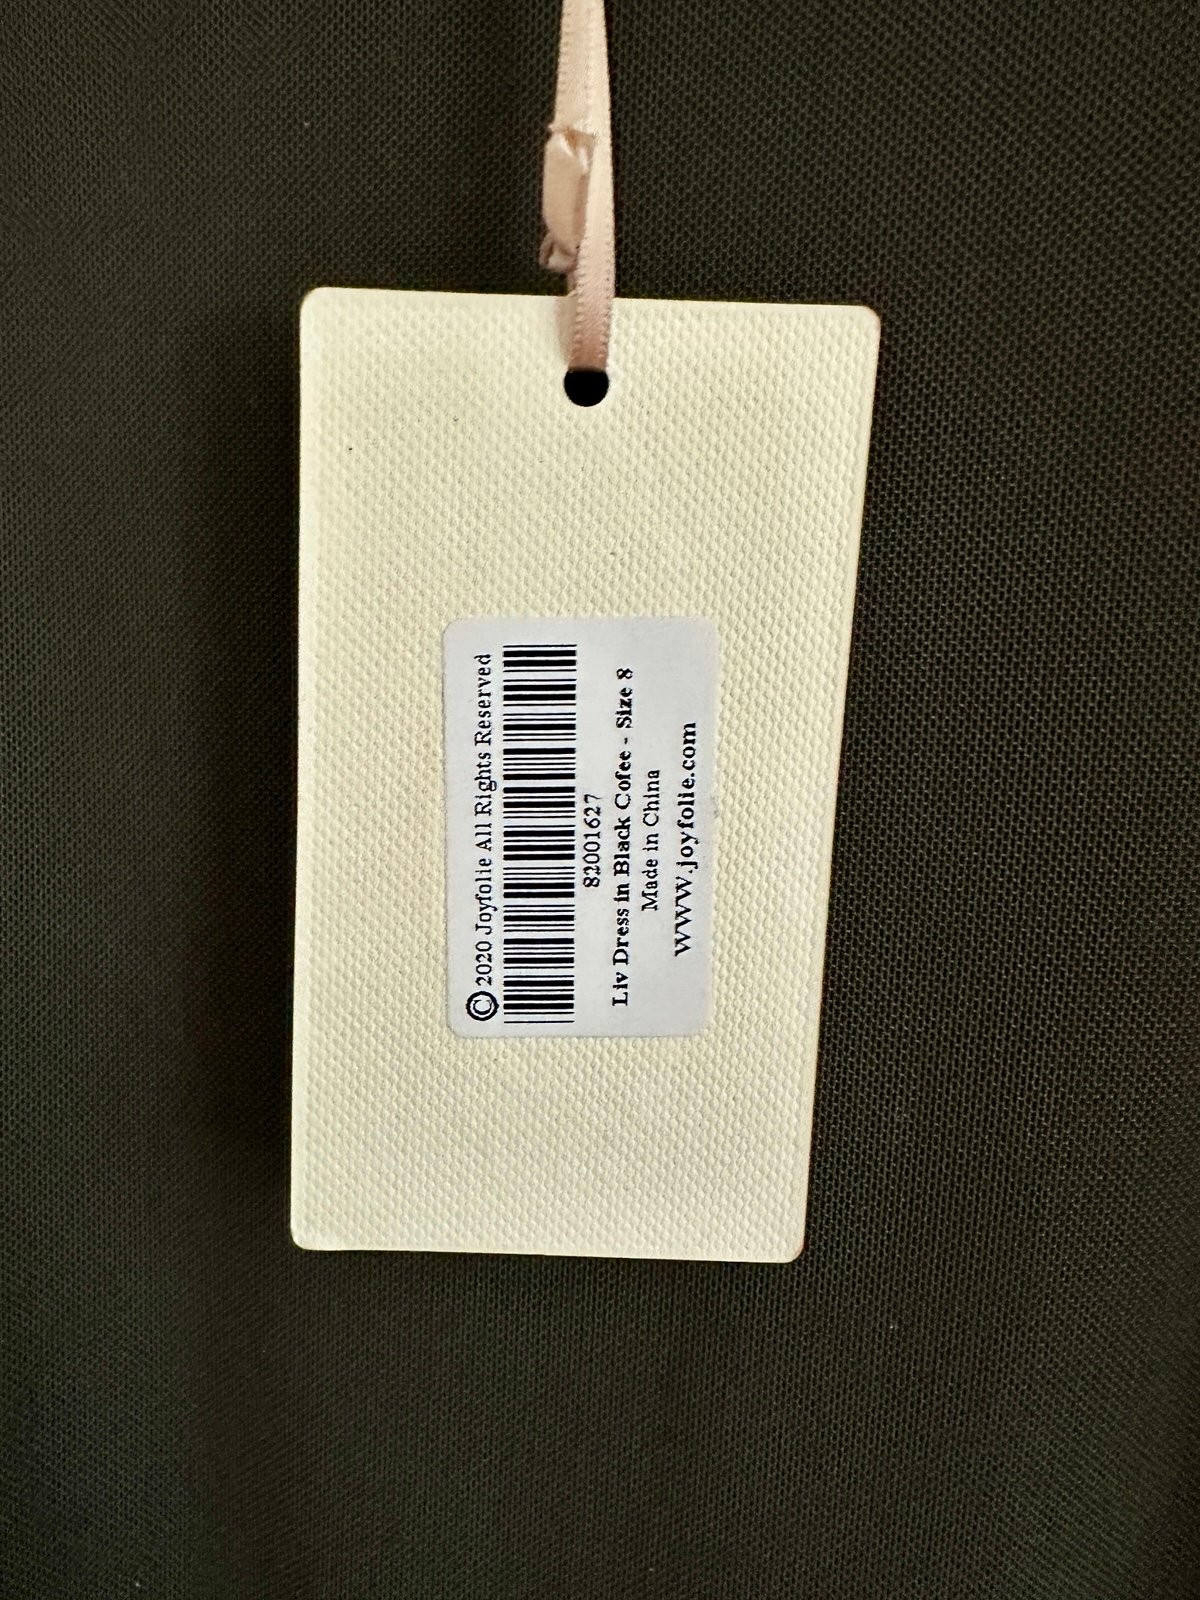 © 2020 Joyfolie All Rights Reserved
82001627
Liv Dress in Black Cofee - Size 8
Made in China
www.joyfolie.com